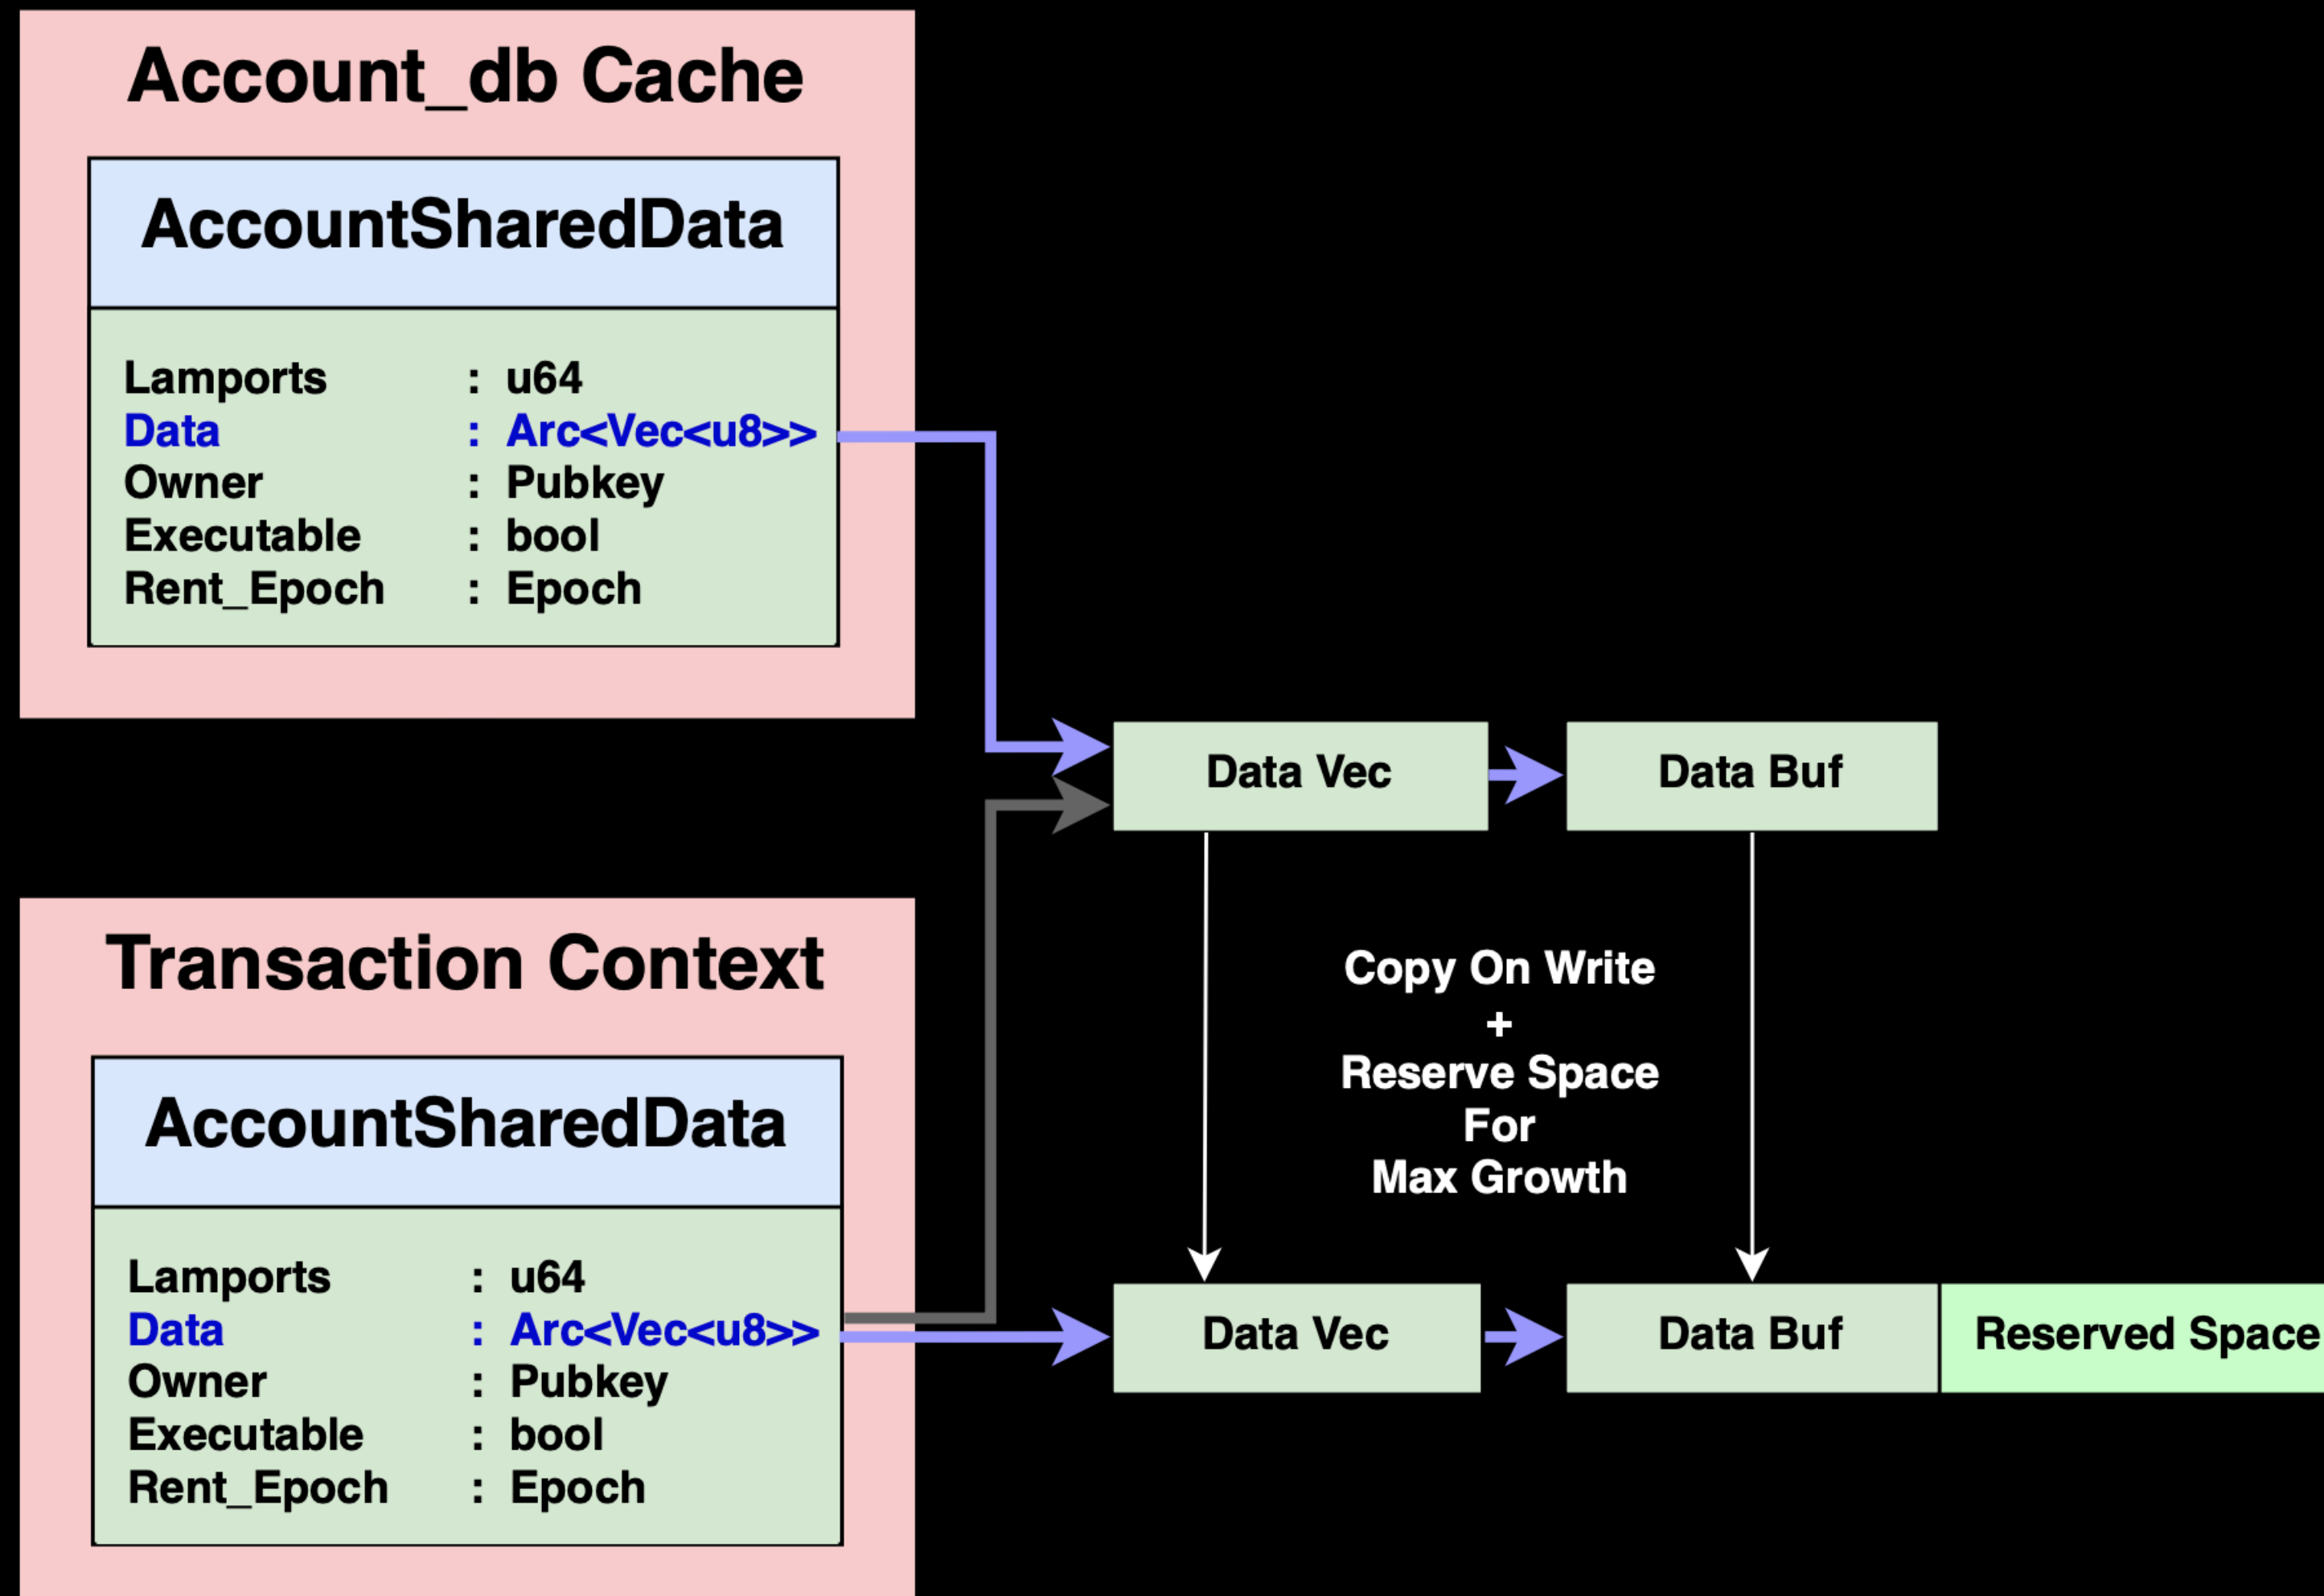 Account_db Cache
AccountSharedData
Lamports : u64
Data : Arc<Vec<u8>>
Owner : Pubkey
Executable : bool
Rent_Epoch : Epoch
Data Vec
Data Buf
Transaction Context
AccountSharedData
Lamports : u64
Data : Arc<Vec<u8>>
Owner : Pubkey
Executable : bool
Rent_Epoch : Epoch
Copy On Write
+
Reserve Space
For
Max Growth
Data Vec
Data Buf
Reserved Space